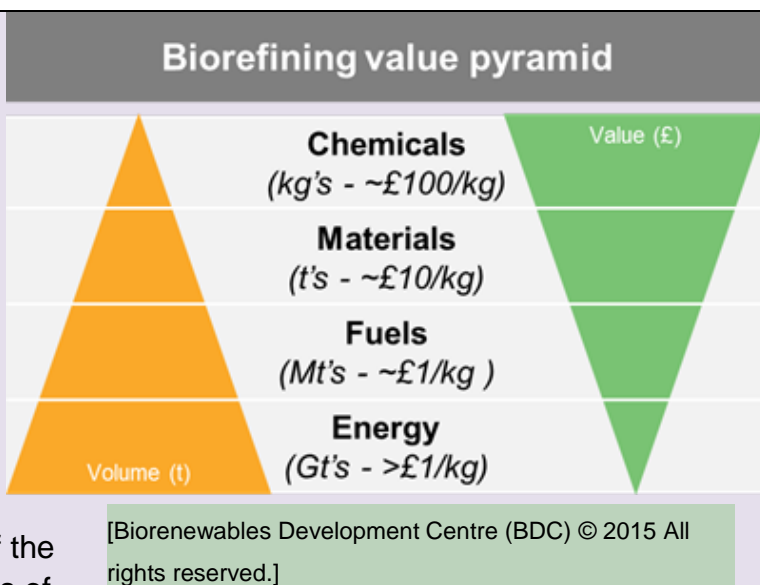 Biorefining value pyramid
Chemicals
(kg's - ~£100/kg)
Value (£)
Materials
(t's - ~£10/kg)
Fuels
(Mt's - ~£1/kg )
Energy
(Gt's - >£1/kg)
Volume (t)
[Biorenewables Development Centre (BDC) © 2015 All
rights reserved.]
the